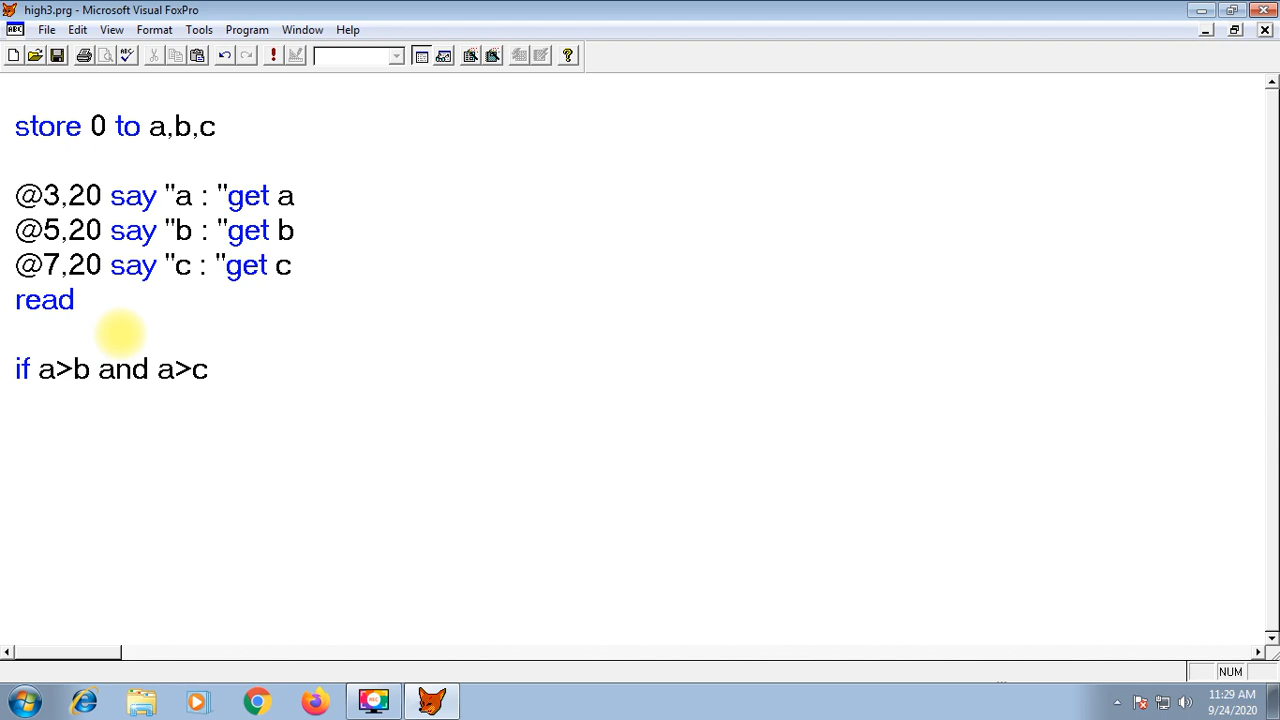 high3.prg - Microsoft Visual FoxPro
File Edit View Format Tools Program Window Help
store 0 to a,b,c
@3,20 say "a : "get a
@5,20 say "b : "get b
@7,20 say "c : "get c
read
if a>b and a>c
NUM
11:29 AM
9/24/2020